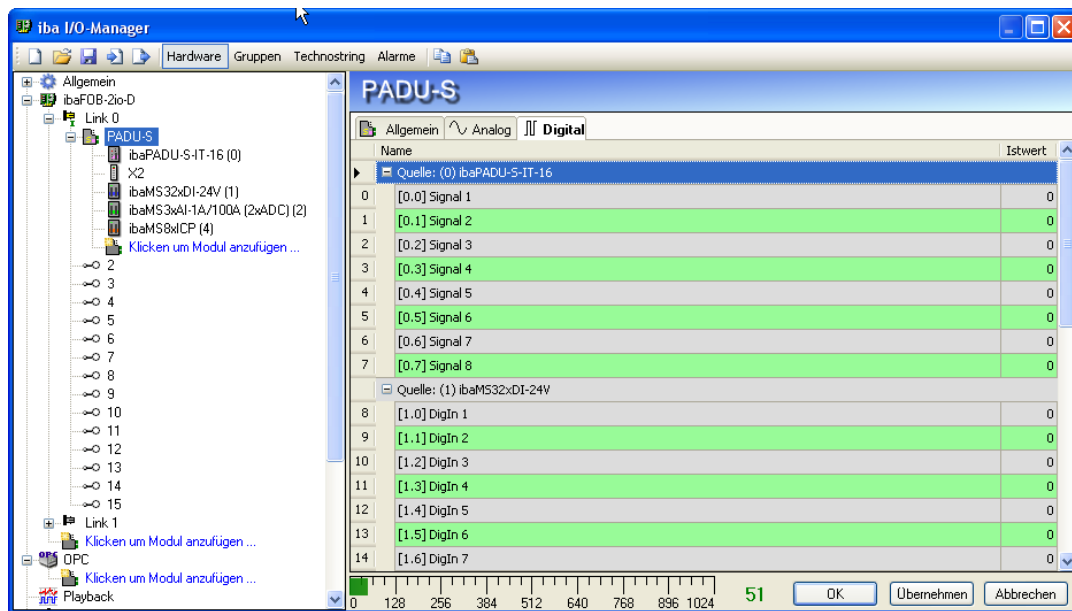 iba I/O-Manager
Hardware Gruppen Technostring Alarme
Allgemein
ibaFOB-2io-D
Link 0
PADU-S
ibaPADU-S-IT-16 (0)
X2
ibaMS32xDI-24V (1)
ibaMS3xAI-1A/100A (2xADC) (2)
ibaMS8xICP (4)
Klicken um Modul anzufügen ...
2
3
4
5
6
7
8
9
10
11
12
13
14
15
Link 1
Klicken um Modul anzufügen ...
OPC OPC
Klicken um Modul anzufügen ...
Playback
PADU-S
Allgemein Analog Digital
Name Istwert
Quelle: (0) ibaPADU-S-IT-16
0 [0.0] Signal 1 0
1 [0.1] Signal 2 0
2 [0.2] Signal 3 0
3 [0.3] Signal 4 0
4 [0.4] Signal 5 0
5 [0.5] Signal 6 0
6 [0.6] Signal 7 0
7 [0.7] Signal 8 0
Quelle: (1) ibaMS32xDI-24V
8 [1.0] DigIn 1 0
9 [1.1] DigIn 2 0
10 [1.2] DigIn 3 0
11 [1.3] DigIn 4 0
12 [1.4] DigIn 5 0
13 [1.5] DigIn 6 0
14 [1.6] DigIn 7 0
0 128 256 384 512 640 768 896 1024
51 OK Übernehmen Abbrechen